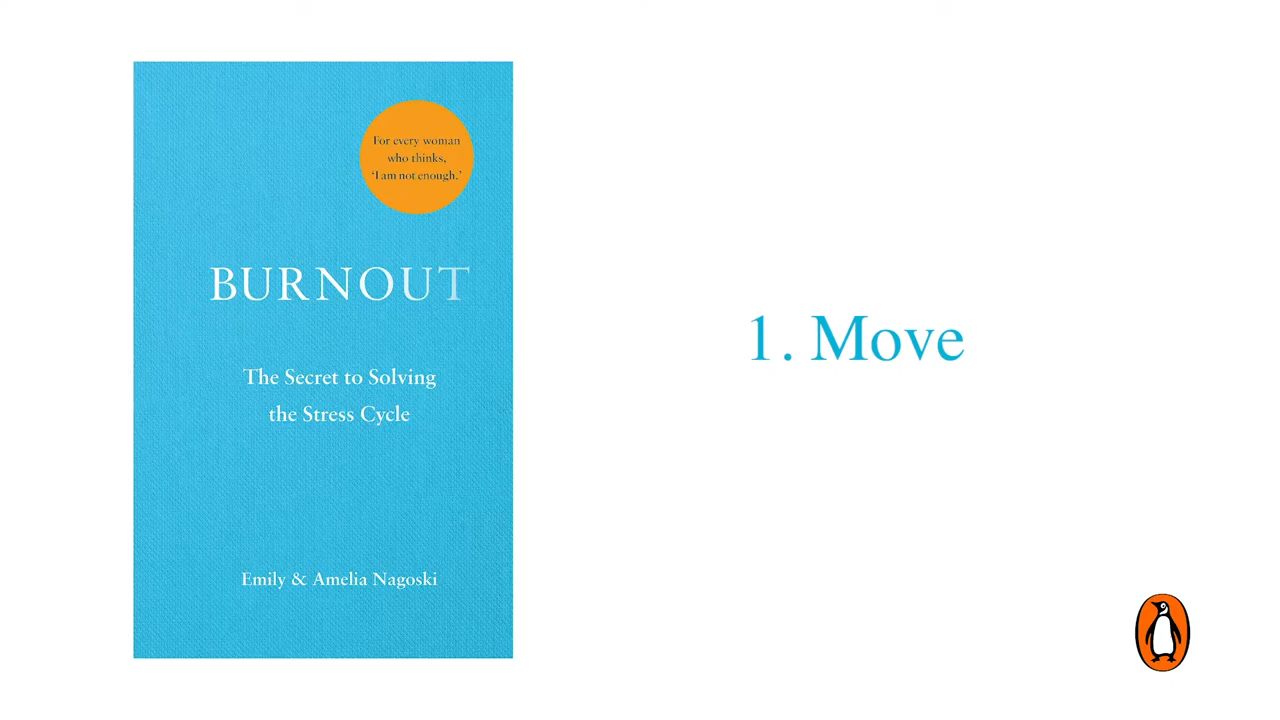 For every woman
who thinks,
‘I am not enough.’
BURNOUT
The Secret to Solving
the Stress Cycle
Emily & Amelia Nagoski
1. Move